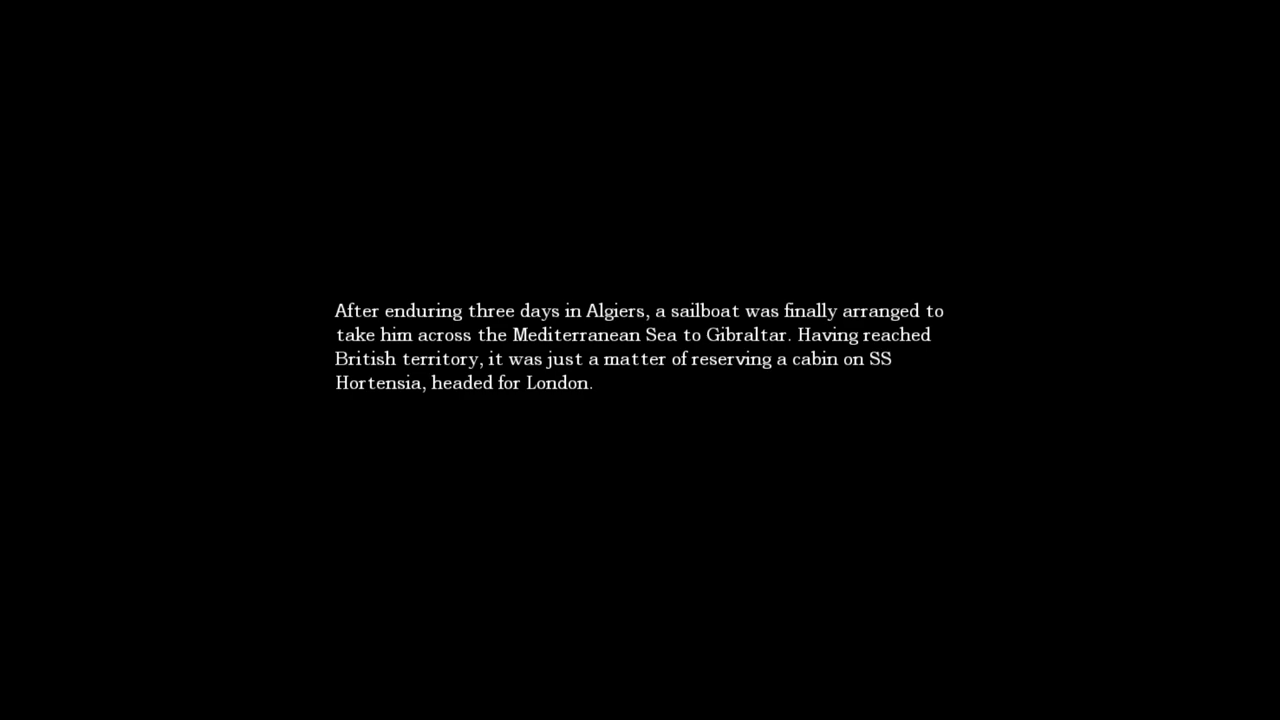 After enduring three days in Algiers, a sailboat was finally arranged to
take him across the Mediterranean Sea to Gibraltar. Having reached
British territory, it was just a matter of reserving a cabin on SS
Hortensia, headed for London.